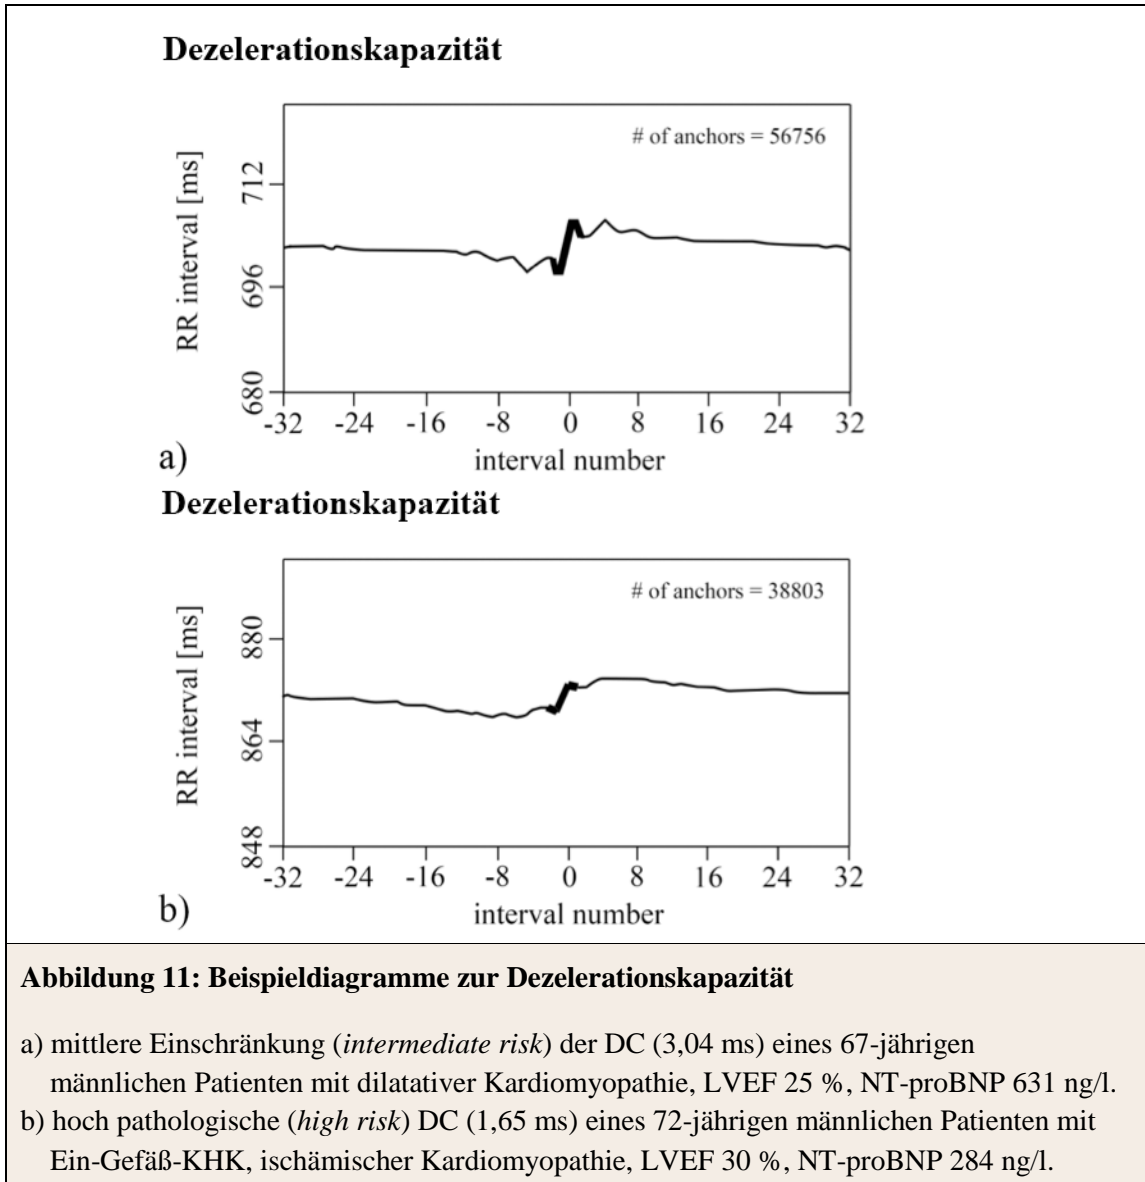 Dezelerationskapazität
# of anchors = 56756
RR interval [ms]
712
696
680
-32 -24 -16 -8 0 8 16 24 32
a)
interval number
Dezelerationskapazität
# of anchors = 38803
RR interval [ms]
880
864
848
-32 -24 -16 -8 0 8 16 24 32
b)
interval number
Abbildung 11: Beispieldiagramme zur Dezelerationskapazität
a) mittlere Einschränkung (intermediate risk) der DC (3,04 ms) eines 67-jährigen
männlichen Patienten mit dilatativer Kardiomyopathie, LVEF 25 %, NT-proBNP 631 ng/l.
b) hoch pathologische (high risk) DC (1,65 ms) eines 72-jährigen männlichen Patienten mit
Ein-Gefäß-KHK, ischämischer Kardiomyopathie, LVEF 30 %, NT-proBNP 284 ng/l.